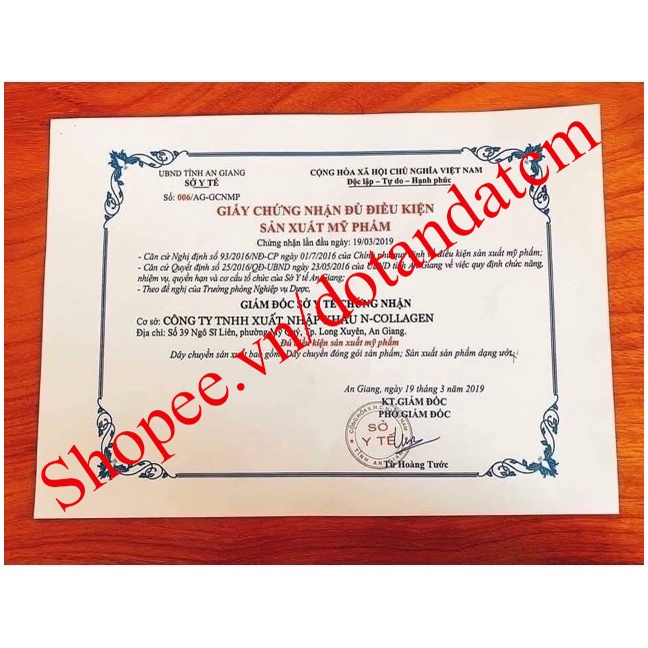 UBND TỈNH AN GIANG
SỞ Y TẾ
Số: 006/AG-GCNMP
CỘNG HÒA XÃ HỘI CHỦ NGHĨA VIỆT NAM
Độc lập – Tự do – Hạnh phúc
GIẤY CHỨNG NHẬN ĐỦ ĐIỀU KIỆN
SẢN XUẤT MỸ PHẨM
Chứng nhận lần đầu ngày: 19/03/2019
- Căn cứ Nghị định số 93/2016/NĐ-CP ngày 01/7/2016 của Chính phủ quy định về điều kiện sản xuất mỹ phẩm;
- Căn cứ Quyết định số 25/2016/QĐ-UBND ngày 23/05/2016 của UBND tỉnh An Giang về việc quy định chức năng,
nhiệm vụ, quyền hạn và cơ cấu tổ chức của Sở Y tế An Giang;
- Theo đề nghị của Trưởng phòng Nghiệp vụ Dược,
GIÁM ĐỐC SỞ Y TẾ CHỨNG NHẬN
Cơ sở: CÔNG TY TNHH XUẤT NHẬP KHẨU N-COLLAGEN
Địa chỉ: Số 39 Ngô Sĩ Liên, phường Mỹ Quý, Tp. Long Xuyên, An Giang.
Đủ điều kiện sản xuất mỹ phẩm
Dây chuyền sản xuất bao gồm: Dây chuyền đóng gói sản phẩm; Sản xuất sản phẩm dạng ướt.
An Giang, ngày 19 tháng 3 năm 2019
KT.GIÁM ĐỐC
PHÓ GIÁM ĐỐC
SỞ
Y TẾ
Từ Hoàng Tước
Shopee.vn/dotandatcm